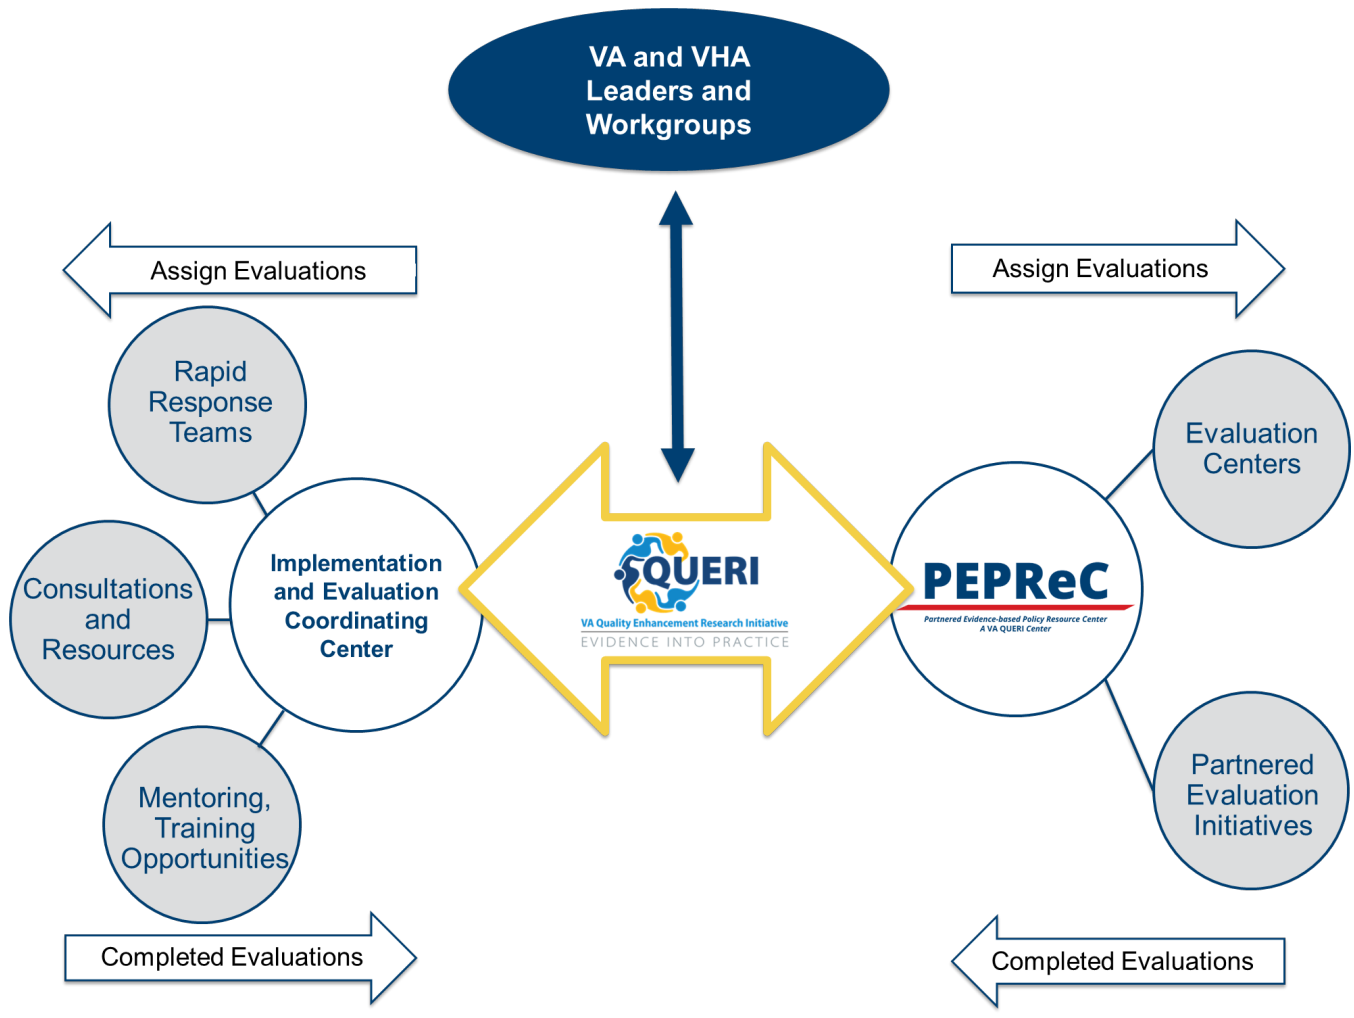 VA and VHA
Leaders and
Workgroups
Assign Evaluations
Assign Evaluations
Rapid
Response
Teams
Consultations
and
Resources
Mentoring,
Training
Opportunities
Implementation
and Evaluation
Coordinating
Center
QUERI
VA Quality Enhancement Research Initiative
EVIDENCE INTO PRACTICE
PEPReC
Partnered Evidence-based Policy Resource Center
A VA QUERI Center
Evaluation
Centers
Partnered
Evaluation
Initiatives
Completed Evaluations
Completed Evaluations